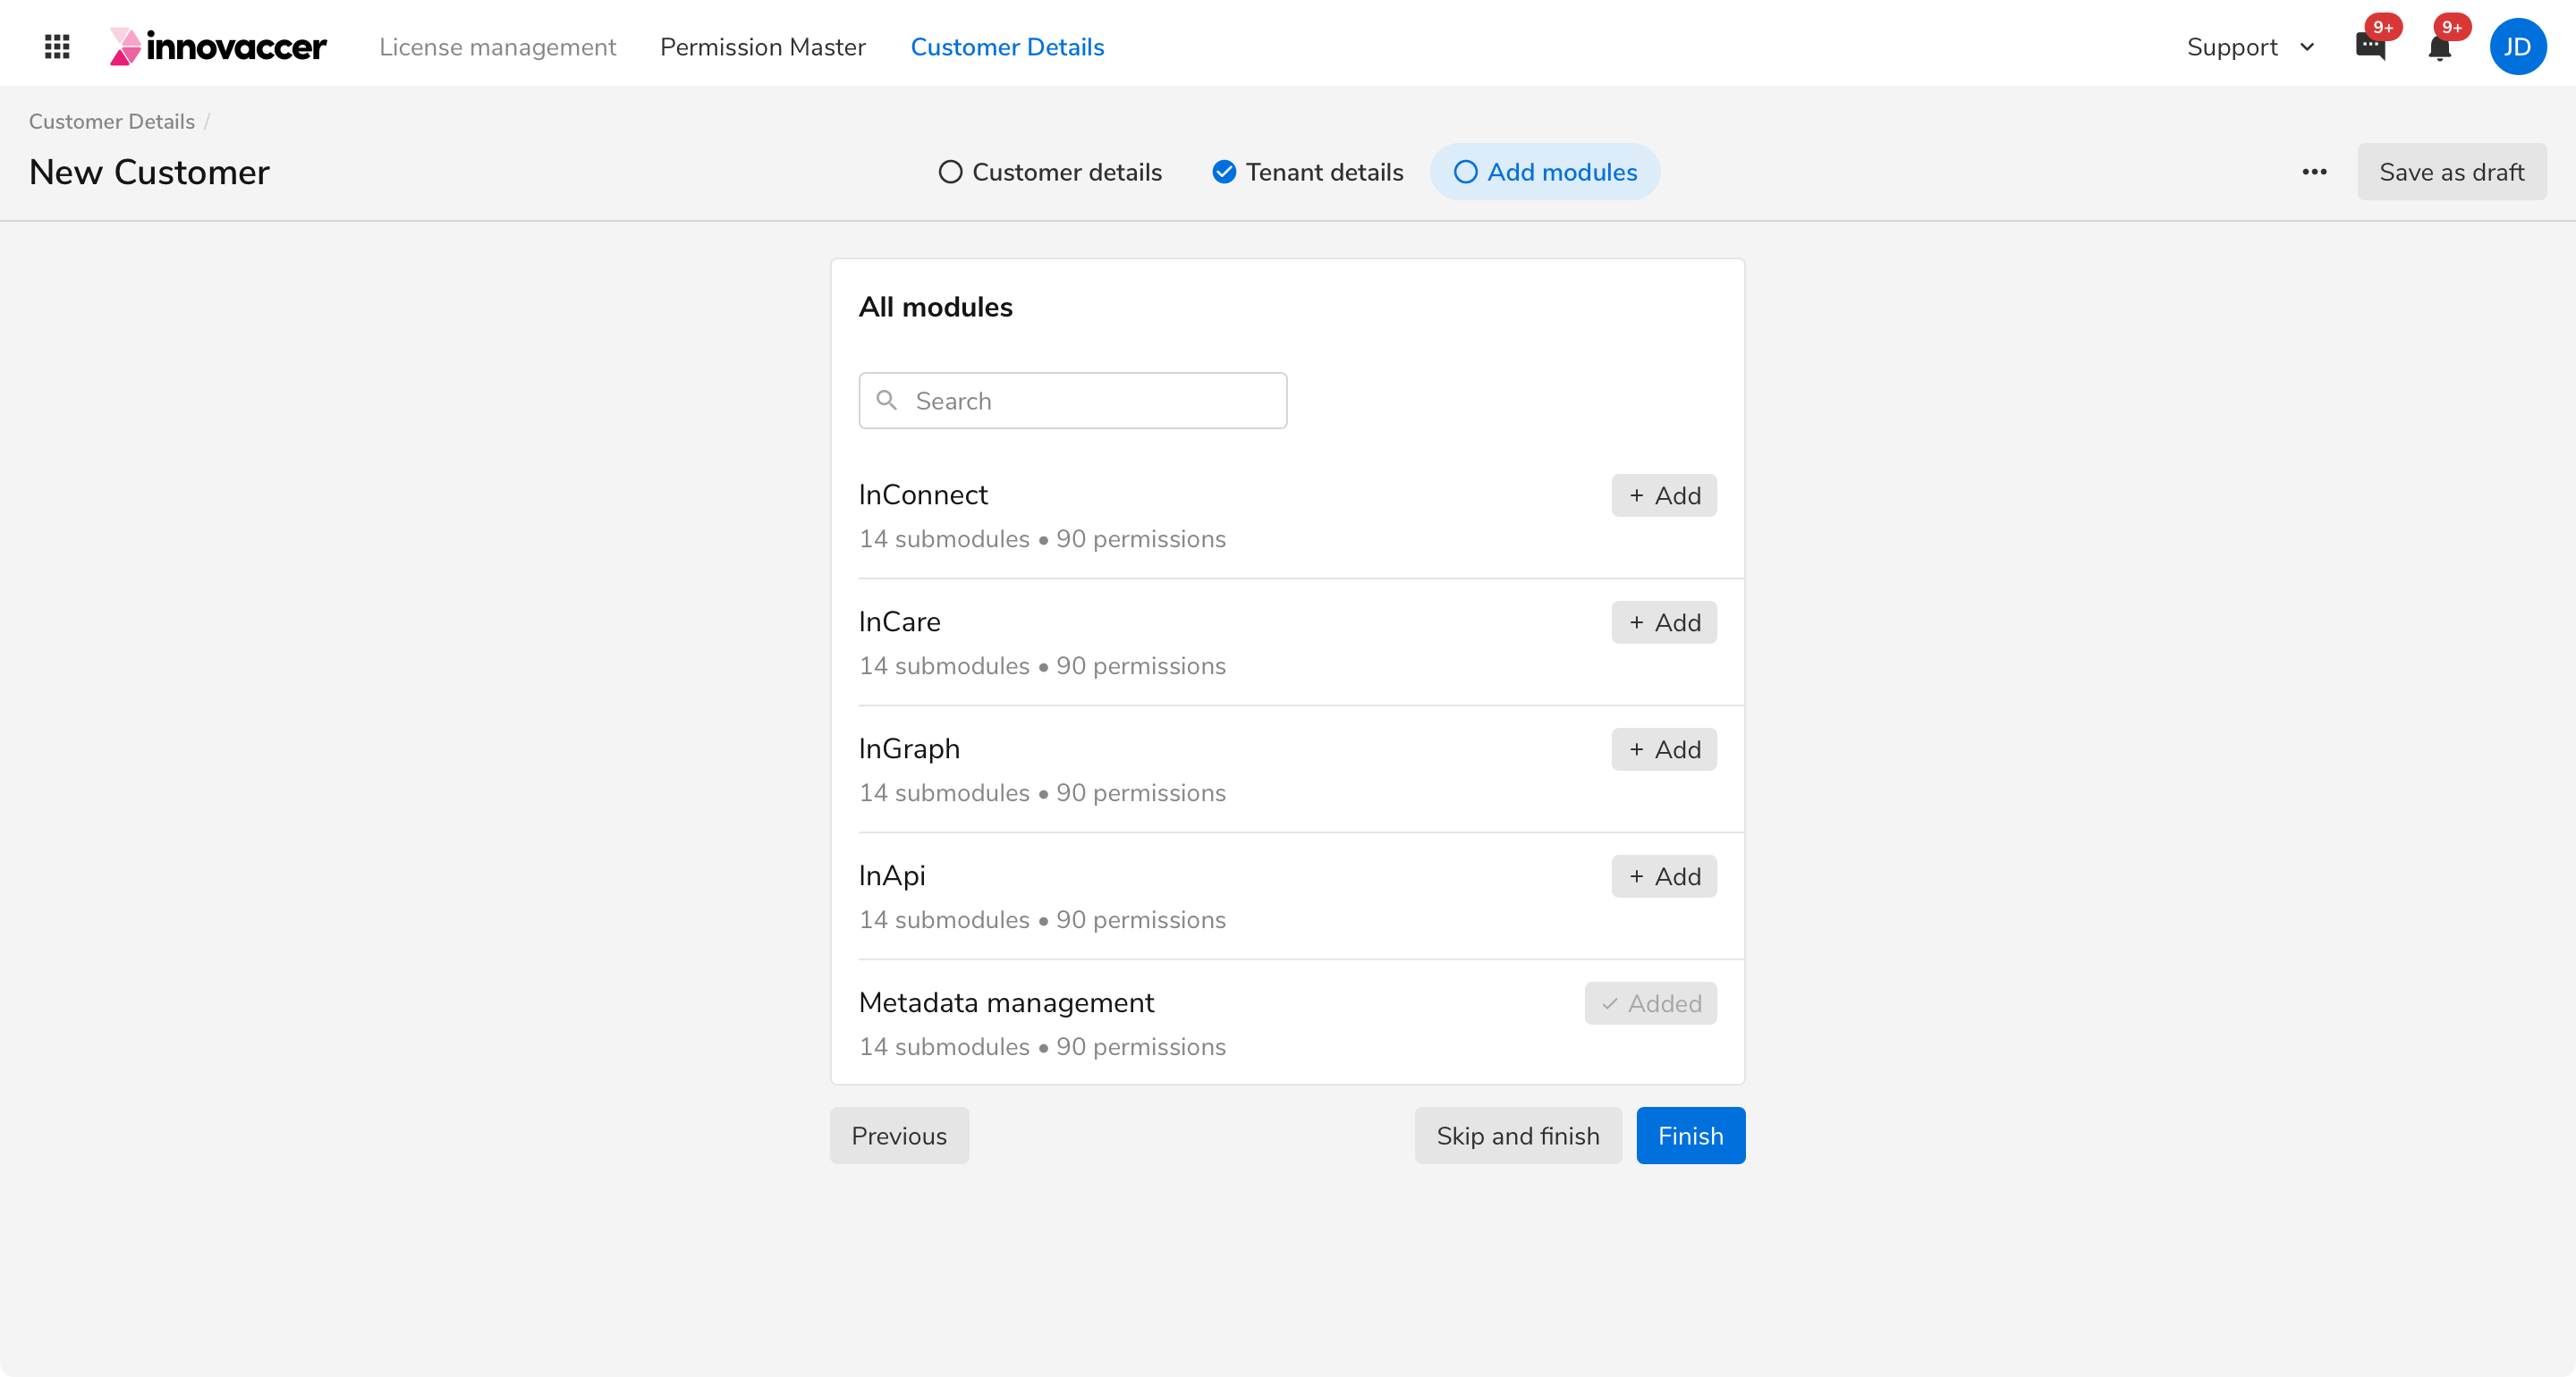 innovaccer License management Permission Master Customer Details Support 9+ 9+ JD
Customer Details /
New Customer Customer details Tenant details Add modules Save as draft
All modules
Search
InConnect + Add
14 submodules • 90 permissions
InCare + Add
14 submodules • 90 permissions
InGraph + Add
14 submodules • 90 permissions
InApi + Add
14 submodules • 90 permissions
Metadata management Added
14 submodules • 90 permissions
Previous Skip and finish Finish